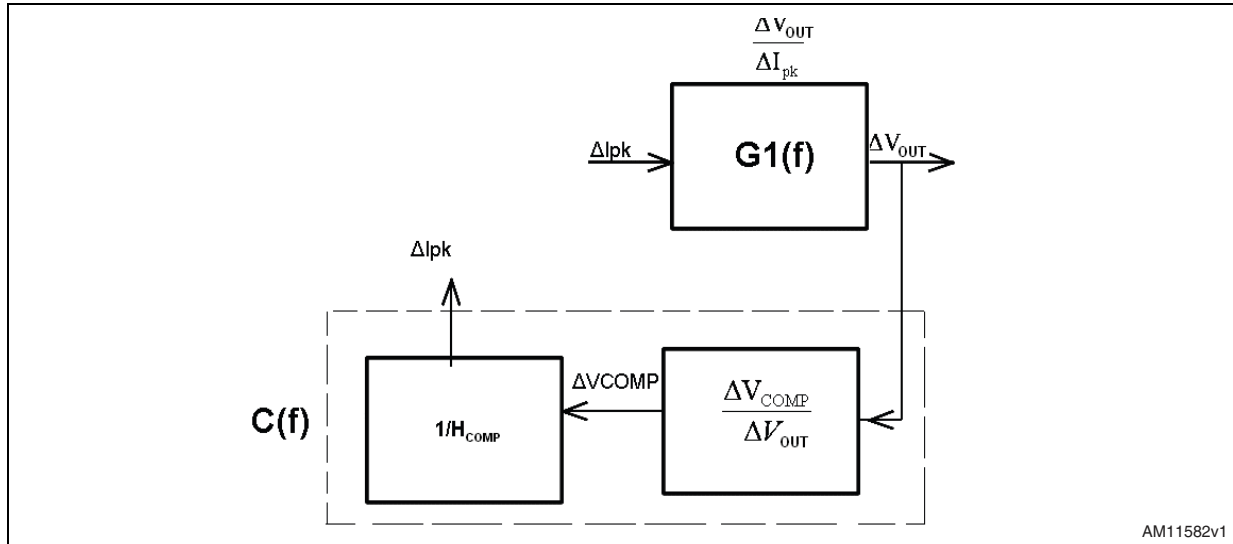 ΔV_OUT
ΔI_pk
G1(f)
ΔIpk
ΔV_OUT
ΔIpk
C(f)
1/H_COMP
ΔVCOMP
ΔV_COMP
ΔV_OUT
AM11582v1